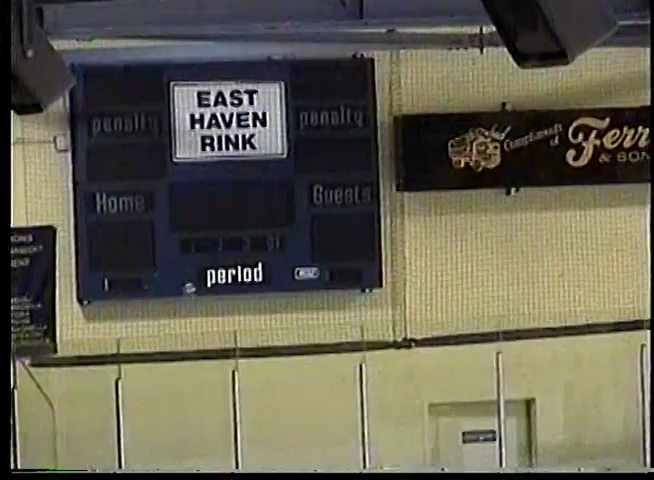 EAST
HAVEN
RINK
penalty
penalty
Home
Guests
period
Compliments
of
Ferr
& SON